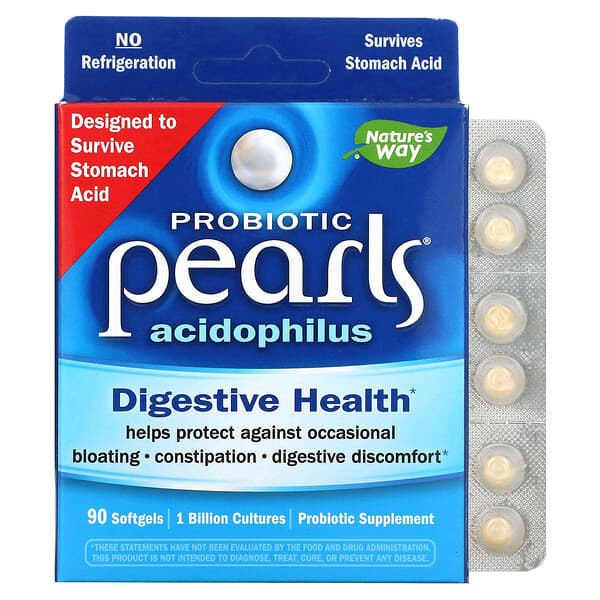 NO
Refrigeration
Survives
Stomach Acid
Designed to
Survive
Stomach
Acid
Nature's
Way
PROBIOTIC
pearls®
acidophilus
Digestive Health*
helps protect against occasional
bloating • constipation • digestive discomfort*
90 Softgels | 1 Billion Cultures | Probiotic Supplement
*THESE STATEMENTS HAVE NOT BEEN EVALUATED BY THE FOOD AND DRUG ADMINISTRATION.
THIS PRODUCT IS NOT INTENDED TO DIAGNOSE, TREAT, CURE, OR PREVENT ANY DISEASE.